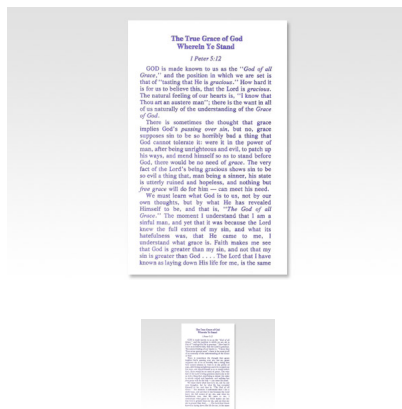 The True Grace of God
Wherein Ye Stand
I Peter 5:12
GOD is made known to us as the "God of all
Grace," and the position in which we are set is
that of "tasting that He is gracious." How hard it
is for us to believe this, that the Lord is gracious.
The natural feeling of our hearts is, "I know that
Thou art an austere man"; there is the want in all
of us naturally of the understanding of the Grace
of God.
There is sometimes the thought that grace
implies God's passing over sin, but no, grace
supposes sin to be so horribly bad a thing that
God cannot tolerate it: were it in the power of
man, after being unrighteous and evil, to patch up
his ways, and mend himself so as to stand before
God, there would be no need of grace. The very
fact of the Lord's being gracious shows sin to be
so evil a thing that, man being a sinner, his state
is utterly ruined and hopeless, and nothing but
free grace will do for him — can meet his need.
We must learn what God is to us, not by our
own thoughts, but by what He has revealed
Himself to be, and that is, "The God of all
Grace." The moment I understand that I am a
sinful man, and yet that it was because the Lord
knew the full extent of my sin, and what its
hatefulness was, that He came to me, I
understand what grace is. Faith makes me see
that God is greater than my sin, and not that my
sin is greater than God . . . . The Lord that I have
known as laying down His life for me, is the same
The True Grace of God
Wherein Ye Stand